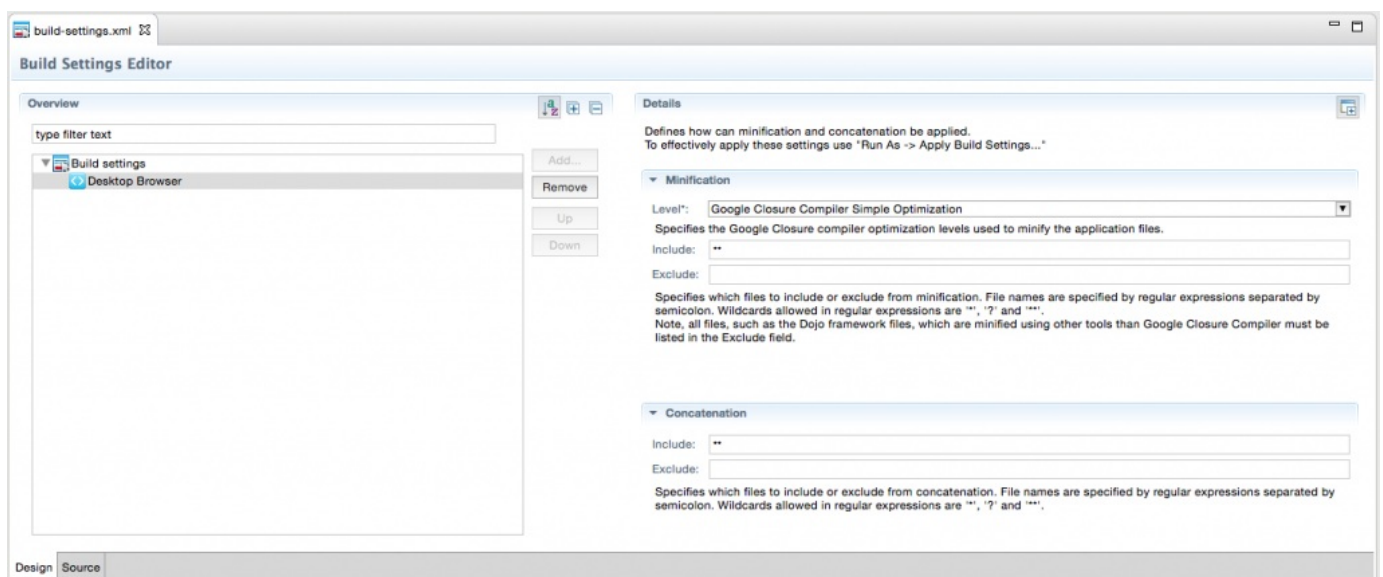 build-settings.xml
Build Settings Editor
Overview
type filter text
Build settings
Desktop Browser
Add...
Remove
Up
Down
Details
Defines how can minification and concatenation be applied.
To effectively apply these settings use "Run As -> Apply Build Settings..."
Minification
Level*: Google Closure Compiler Simple Optimization
Specifies the Google Closure compiler optimization levels used to minify the application files.
Include: **
Exclude:
Specifies which files to include or exclude from minification. File names are specified by regular expressions separated by
semicolon. Wildcards allowed in regular expressions are '*', '?' and '**'.
Note, all files, such as the Dojo framework files, which are minified using other tools than Google Closure Compiler must be
listed in the Exclude field.
Concatenation
Include: **
Exclude:
Specifies which files to include or exclude from concatenation. File names are specified by regular expressions separated by
semicolon. Wildcards allowed in regular expressions are '*', '?' and '**'.
Design Source